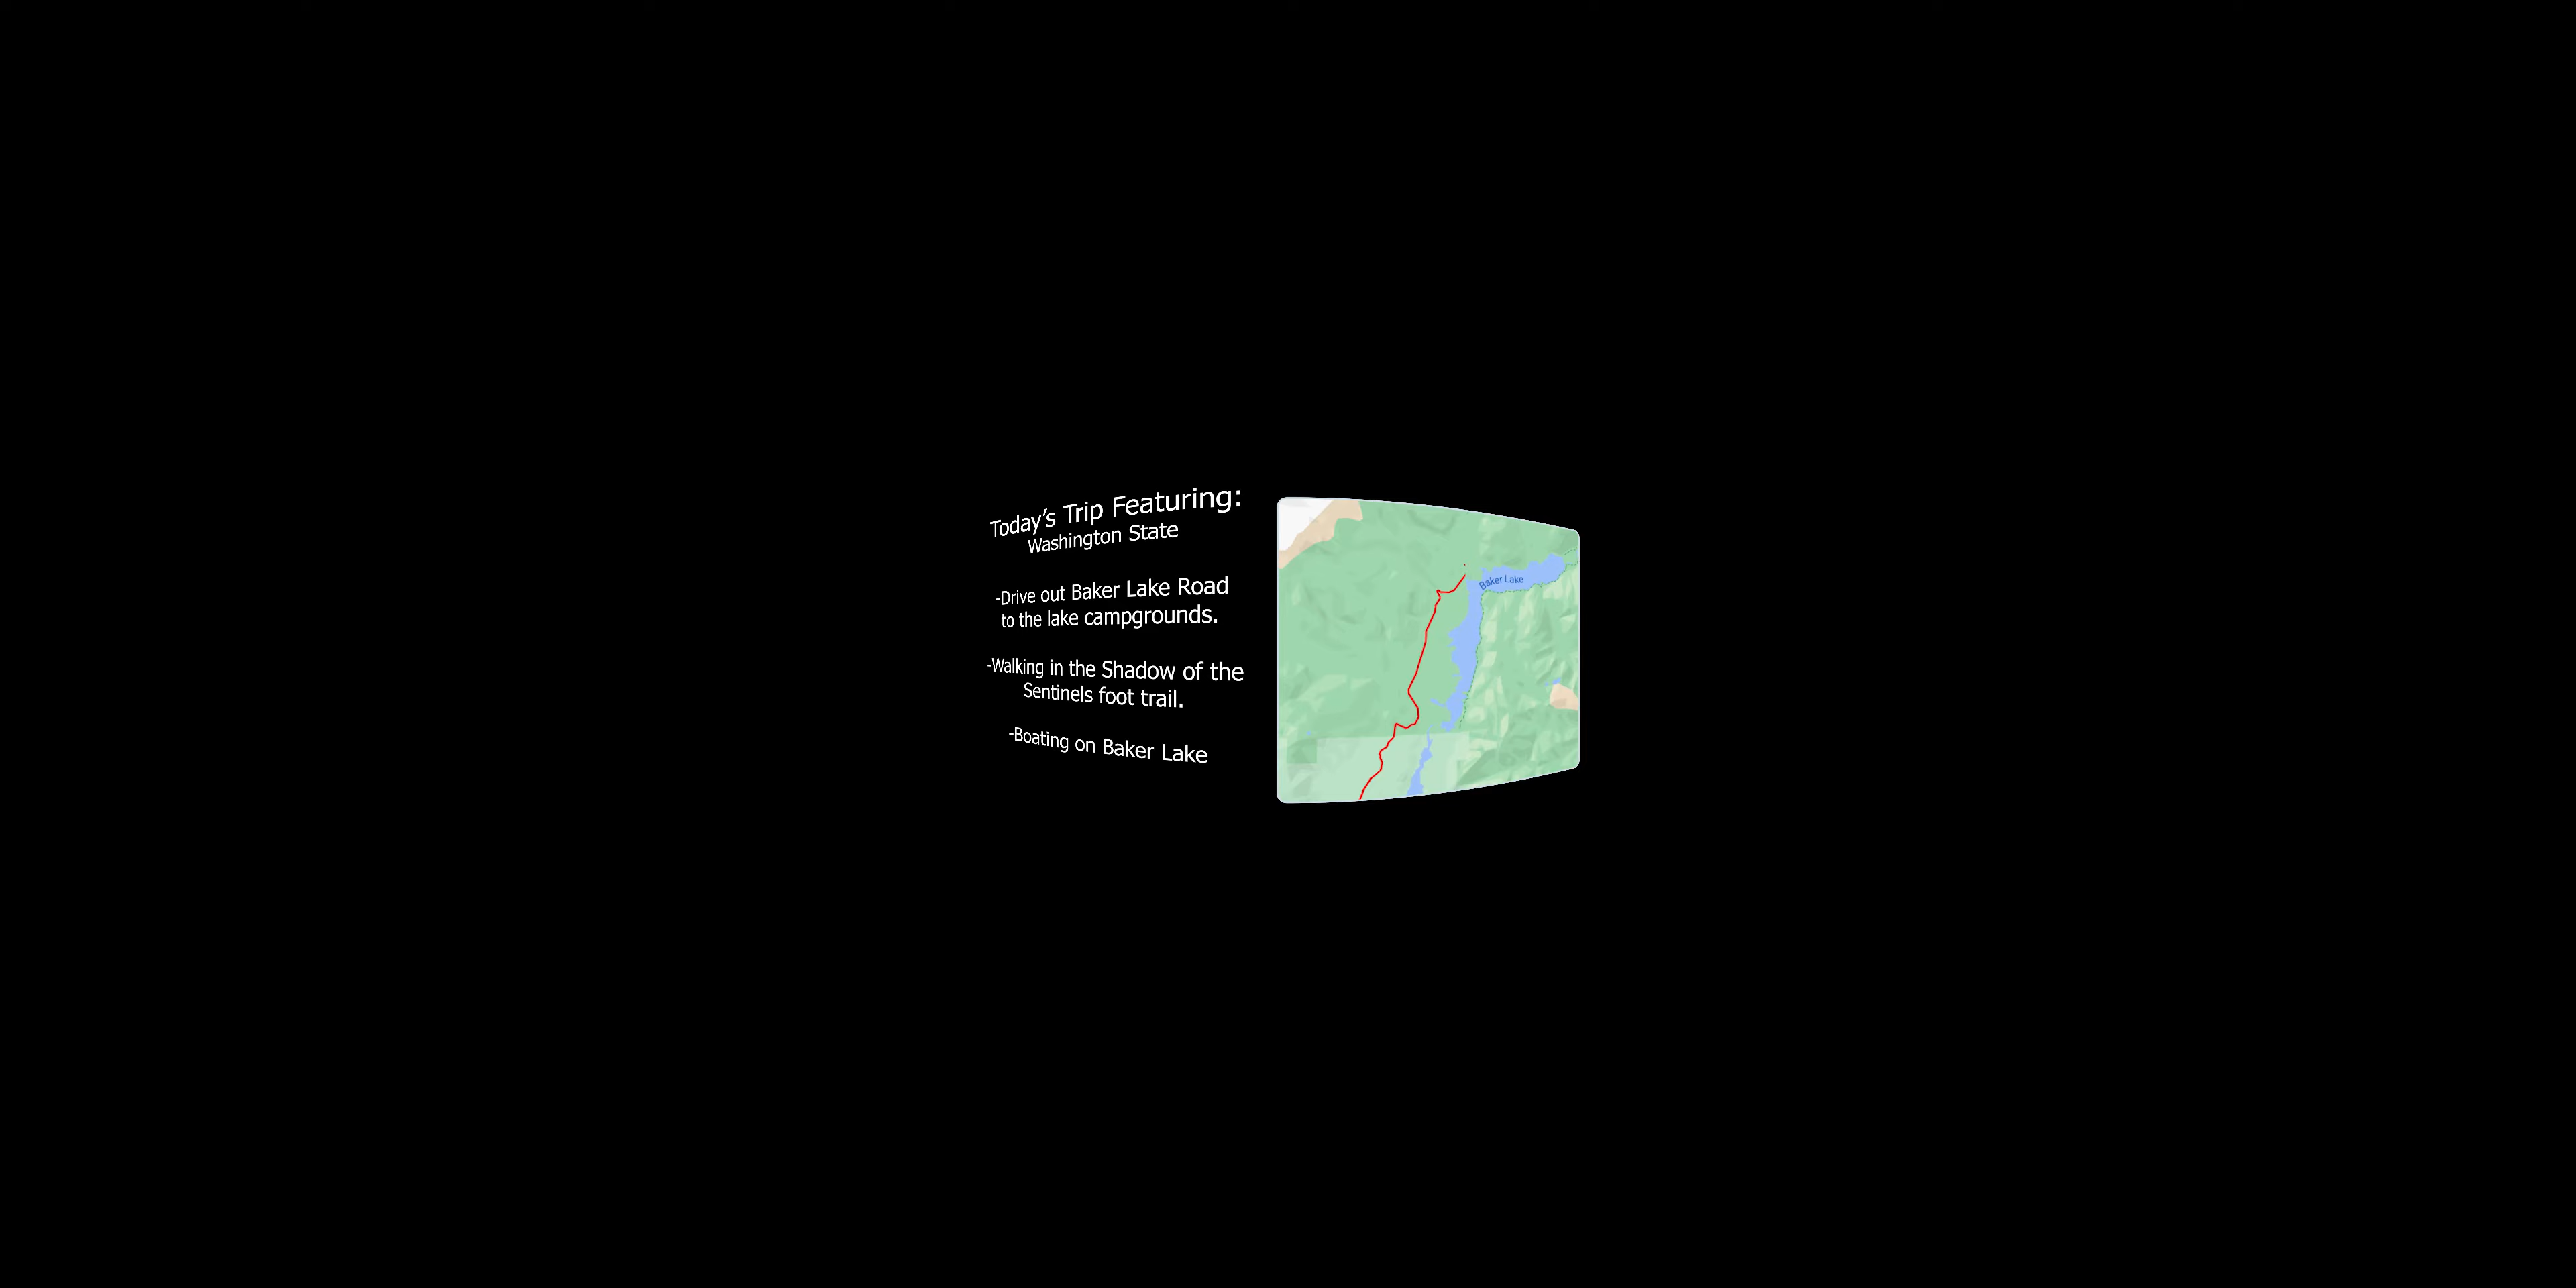 Today's Trip Featuring:
Washington State
-Drive out Baker Lake Road
to the lake campgrounds.
-Walking in the Shadow of the
Sentinels foot trail.
-Boating on Baker Lake
Baker Lake